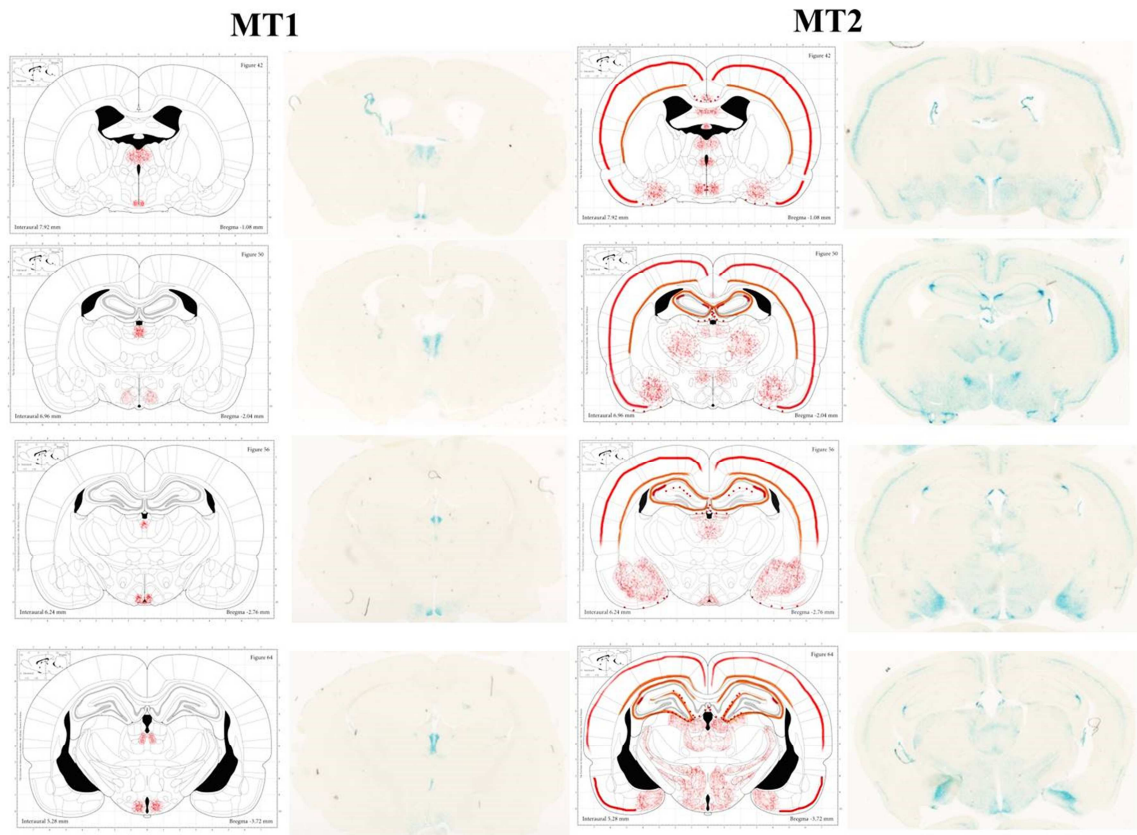 MT1
MT2
Figure 42
Interaural 7.92 mm
Bregma -1.08 mm
Figure 42
Interaural 7.92 mm
Bregma -1.08 mm
Figure 50
Interaural 6.96 mm
Bregma -2.04 mm
Figure 50
Interaural 6.96 mm
Bregma -2.04 mm
Figure 56
Interaural 6.24 mm
Bregma -2.76 mm
Figure 56
Interaural 6.24 mm
Bregma -2.76 mm
Figure 64
Interaural 5.28 mm
Bregma -3.72 mm
Figure 64
Interaural 5.28 mm
Bregma -3.72 mm